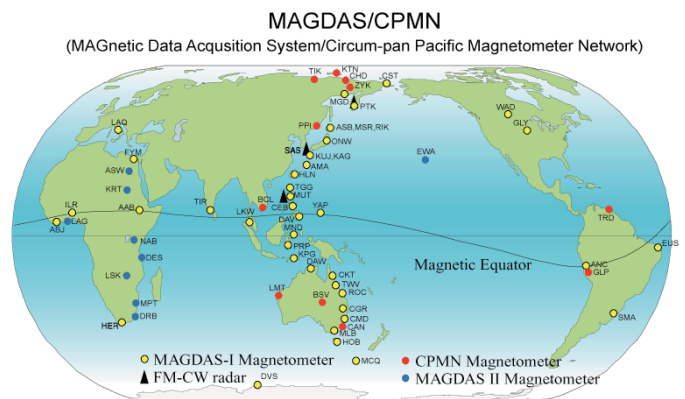 MAGDAS/CPMN
(MAGnetic Data Acqusition System/Circum-pan Pacific Magnetometer Network)
TIK
KTN
CHD
ZYK
CST
MGD
PTK
WAD
GLY
LAQ
PPI
ASB,MSR,RIK
ONW
SAS
KUJ,KAG
EWA
FYM
ASW
AMA
HLN
KRT
TGG
MUT
BCL
CEB
TIR
YAP
ILR
AAB
LKW
LAG
ABJ
DAV
MND
TRD
NAB
EUS
DES
PRP
KPG
Magnetic Equator
ANC
GLP
LSK
DAW
CKT
TWV
ROC
LMT
BSV
MPT
CGR
DRB
CMD
SMA
HER
CAN
MLB
HOB
MAGDAS-I Magnetometer
MCQ
CPMN Magnetometer
FM-CW radar
DVS
MAGDAS II Magnetometer